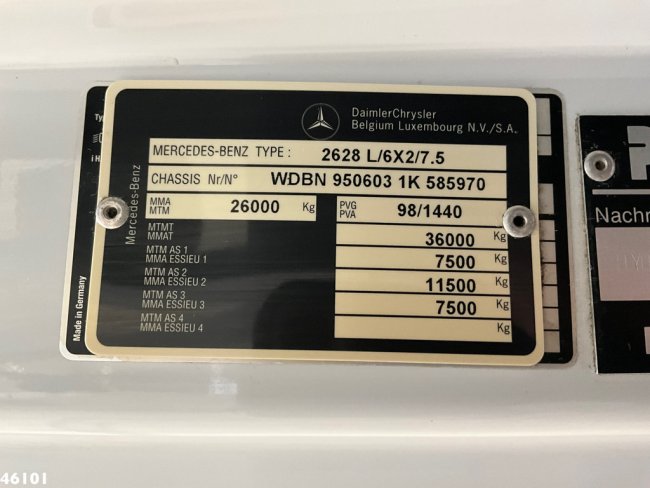 DaimlerChrysler
Belgium Luxembourg N.V./S.A.
MERCEDES-BENZ TYPE : 2628 L/6X2/7.5
CHASSIS Nr/N° WDBN 950603 1K 585970
MMA
MTM 26000 Kg
PVG
PVA 98/1440
MTMT
MMAT 36000 Kg
MTM AS 1
MMA ESSIEU 1 7500 Kg
MTM AS 2
MMA ESSIEU 2 11500 Kg
MTM AS 3
MMA ESSIEU 3 7500 Kg
MTM AS 4
MMA ESSIEU 4 Kg
Mercedes-Benz
Made in Germany
Ty
i H
P
Nachr
46101